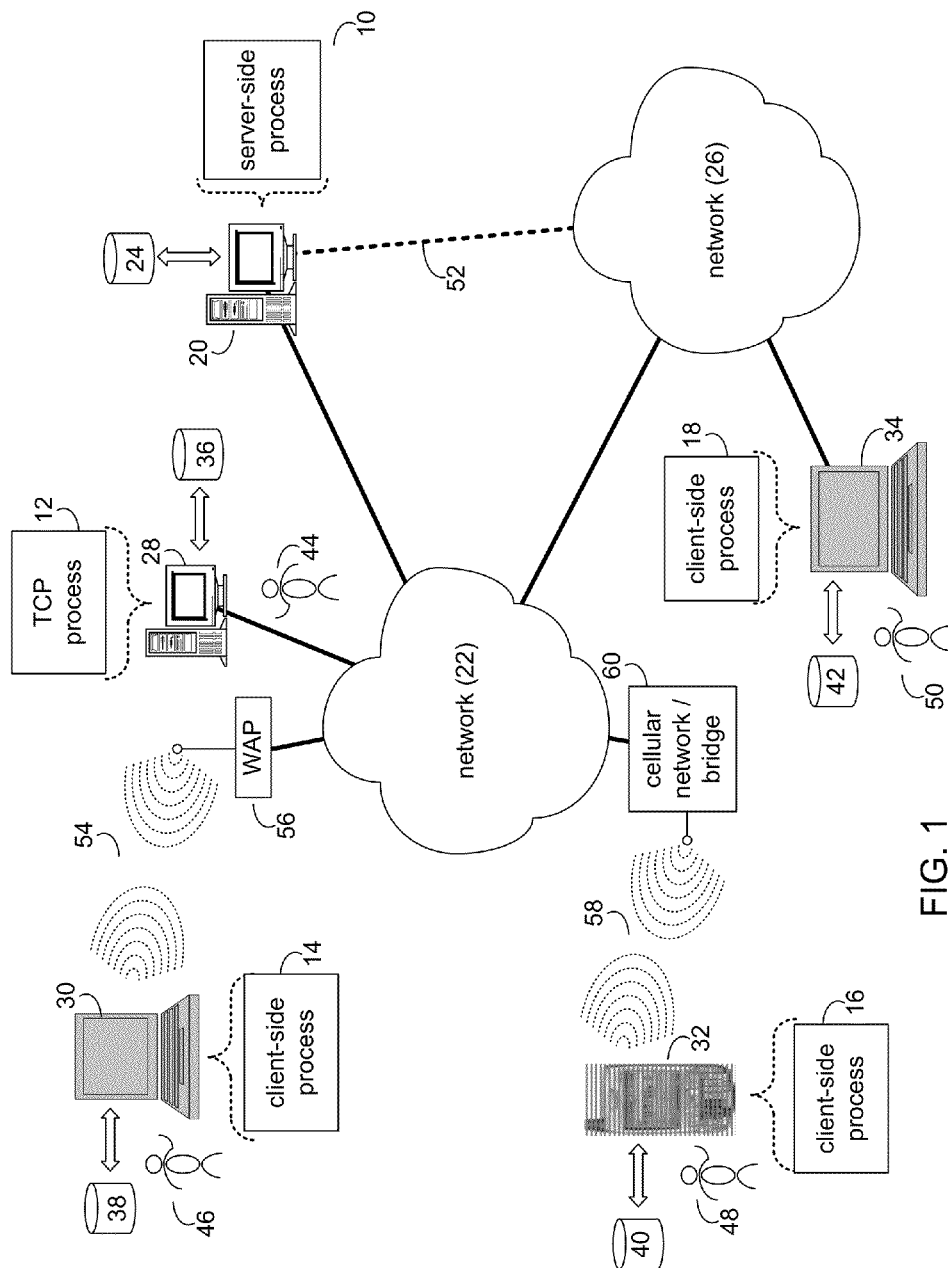 30
38
46
14
client-side
process
54
WAP
56
TCP
process
12
28
36
44
24
20
server-side
process
10
network (22)
52
network (26)
32
40
48
16
client-side
process
58
60
cellular
network /
bridge
18
client-side
process
34
42
50
FIG. 1